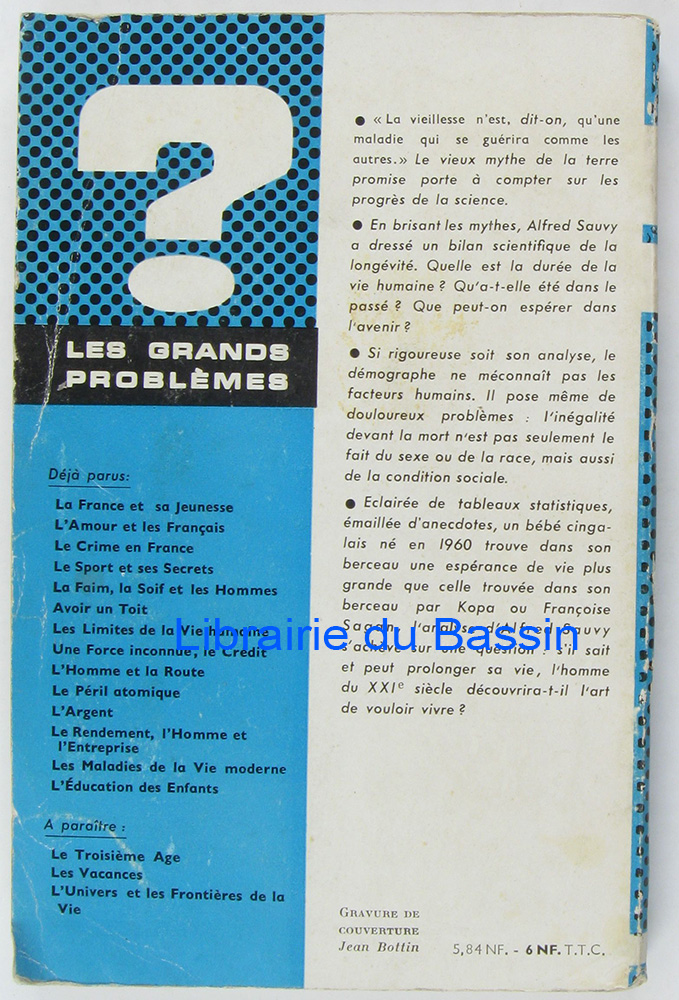 ?
LES GRANDS
PROBLÈMES
Déjà parus:
La France et sa Jeunesse
L'Amour et les Français
Le Crime en France
Le Sport et ses Secrets
La Faim, la Soif et les Hommes
Avoir un Toit
Les Limites de la Vie humaine
Une Force inconnue, le Crédit
L'Homme et la Route
Le Péril atomique
L'Argent
Le Rendement, l'Homme et
l'Entreprise
Les Maladies de la Vie moderne
L'Éducation des Enfants
A paraître :
Le Troisième Age
Les Vacances
L'Univers et les Frontières de la
Vie
● « La vieillesse n'est, dit-on, qu'une
maladie qui se guérira comme les
autres.» Le vieux mythe de la terre
promise porte à compter sur les
progrès de la science.
● En brisant les mythes, Alfred Sauvy
a dressé un bilan scientifique de la
longévité. Quelle est la durée de la
vie humaine ? Qu'a-t-elle été dans le
passé ? Que peut-on espérer dans
l'avenir ?
● Si rigoureuse soit son analyse, le
démographe ne méconnaît pas les
facteurs humains. Il pose même de
douloureux problèmes : l'inégalité
devant la mort n'est pas seulement le
fait du sexe ou de la race, mais aussi
de la condition sociale.
● Eclairée de tableaux statistiques,
émaillée d'anecdotes, un bébé cinga-
lais né en 1960 trouve dans son
berceau une espérance de vie plus
grande que celle trouvée dans son
berceau par Kopa ou Françoise
Sagan, l'analyse d'Alfred Sauvy
s'achève sur une question : s'il sait
et peut prolonger sa vie, l'homme
du XXIe siècle découvrira-t-il l'art
de vouloir vivre ?
Librairie du Bassin
GRAVURE DE
COUVERTURE
Jean Bottin
5,84 NF. - 6 NF. T.T.C.